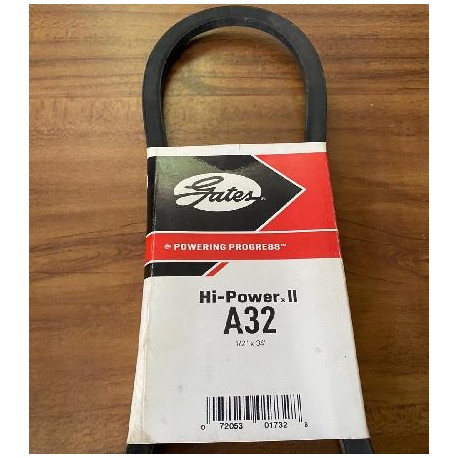 Gates
POWERING PROGRESS™
Hi-Power II
A32
1/2" x 34"
0 72053 01732 8